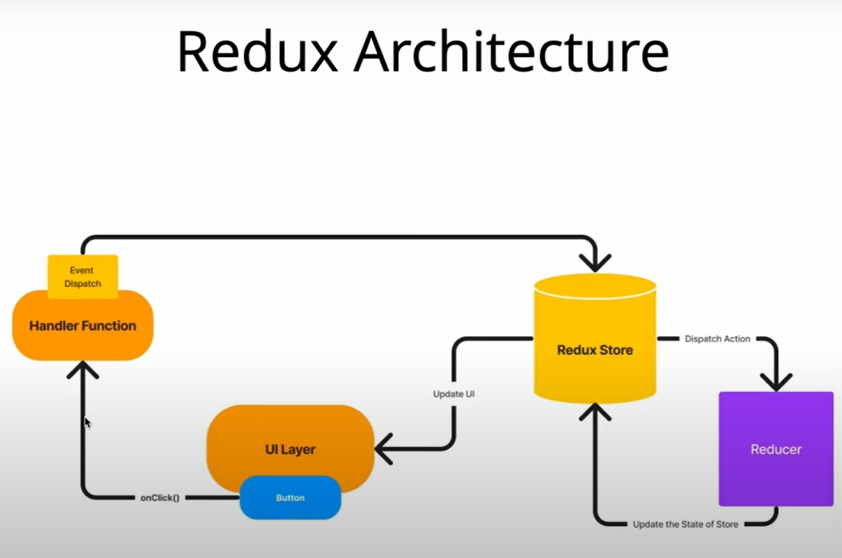 Redux Architecture
Event
Dispatch
Handler Function
Redux Store
Dispatch Action
Update UI
UI Layer
Reducer
onClick()
Button
Update the State of Store